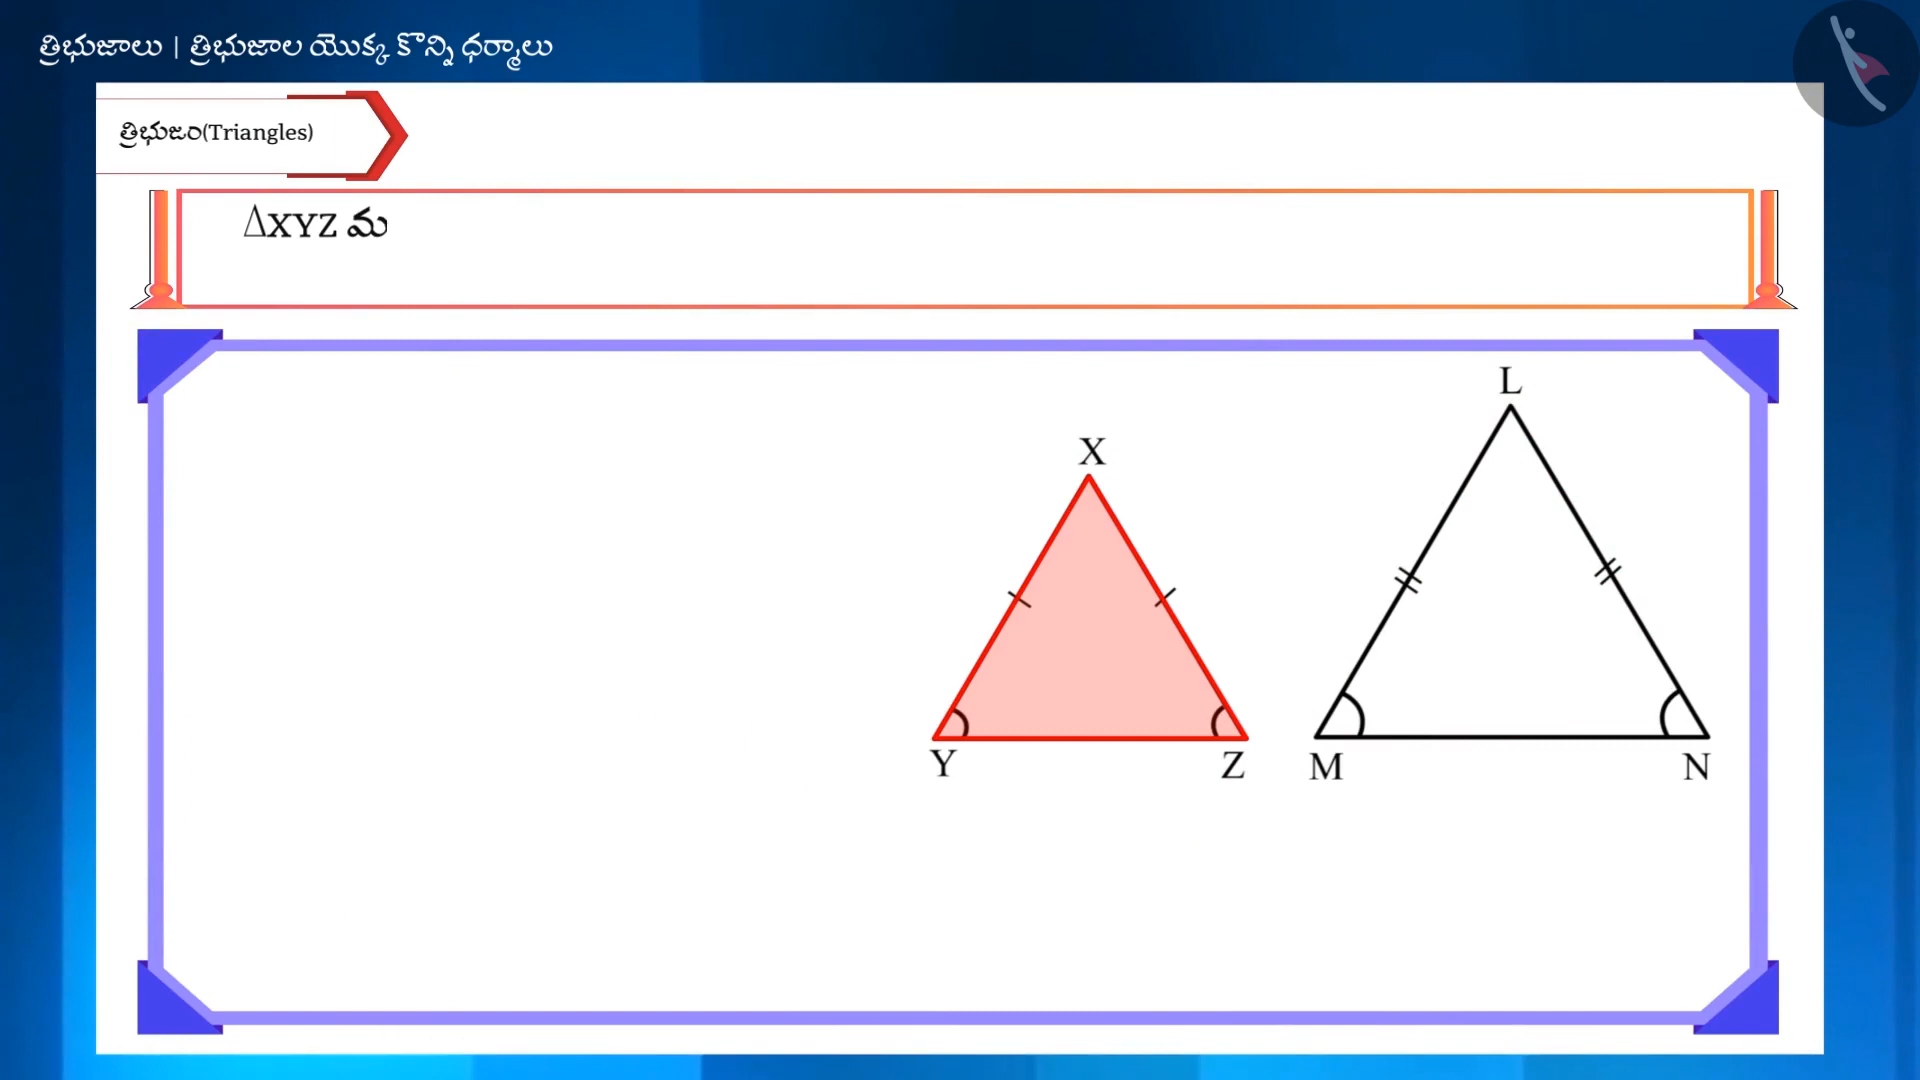 త్రిభుజాలు | త్రిభుజాల యొక్క కొన్ని ధర్మాలు
త్రిభుజం(Triangles)
ΔXYZ మ
L
X
Y
Z
M
N